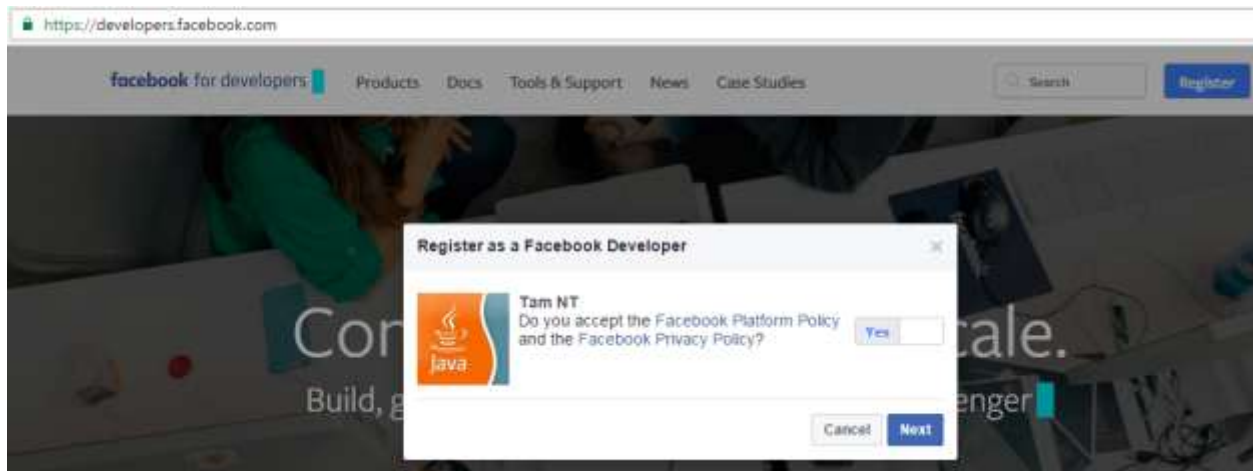 https://developers.facebook.com
facebook for developers Products Docs Tools & Support News Case Studies Search Register
Register as a Facebook Developer
Tam NT
Do you accept the Facebook Platform Policy
and the Facebook Privacy Policy?
Yes
Java
Con cale.
Build, g enger
Cancel Next